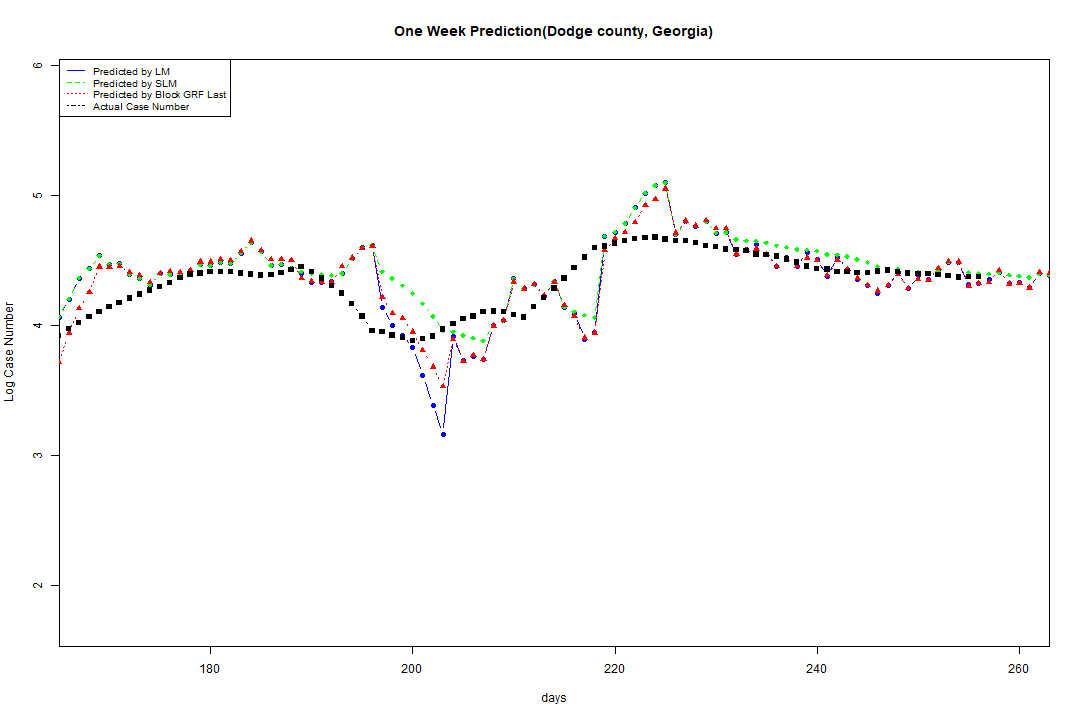 One Week Prediction(Dodge county, Georgia)
Predicted by LM
Predicted by SLM
Predicted by Block GRF Last
Actual Case Number
6
5
4
3
2
Log Case Number
180 200 220 240 260
days